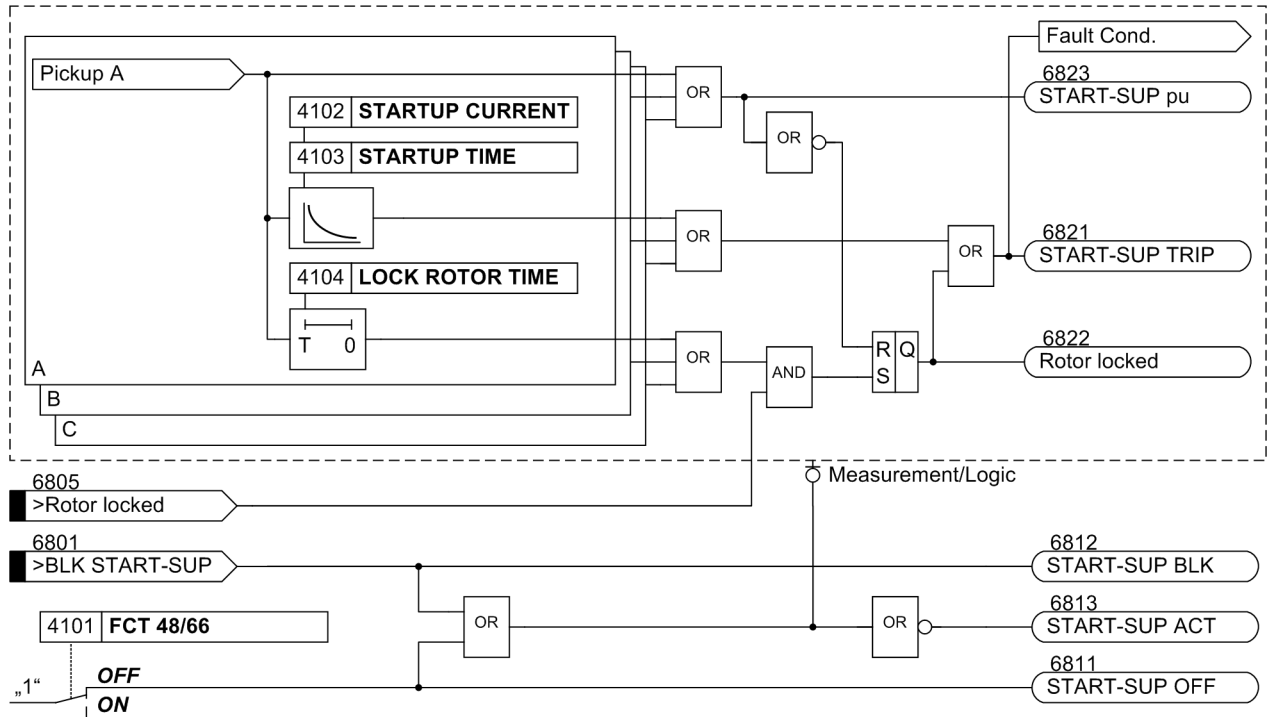 Fault Cond.
Pickup A
6823
START-SUP pu
OR
4102 STARTUP CURRENT
OR
4103 STARTUP TIME
OR
6821
START-SUP TRIP
OR
4104 LOCK ROTOR TIME
T 0
OR
6822
Rotor locked
R Q
S
AND
A
B
C
6805
>Rotor locked
Measurement/Logic
6801
>BLK START-SUP
6812
START-SUP BLK
4101 FCT 48/66
OR
OR
6813
START-SUP ACT
„1“
OFF
ON
6811
START-SUP OFF